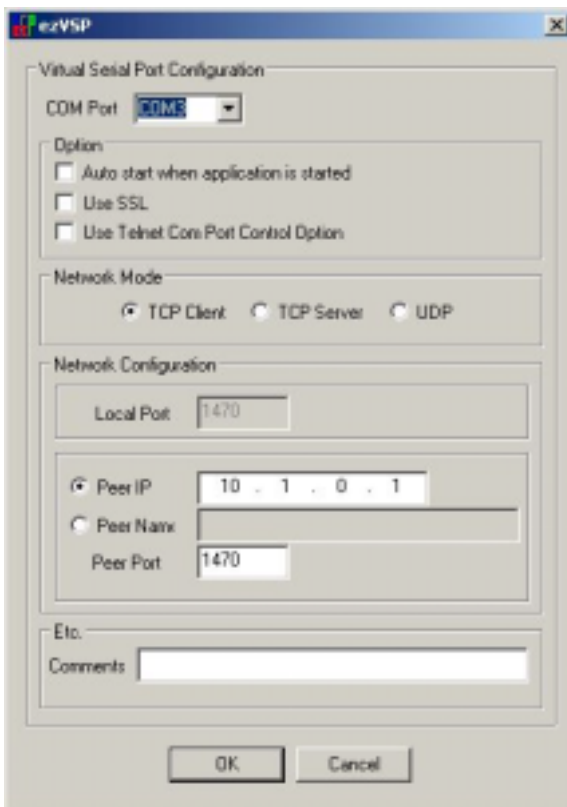 ezVSP
Virtual Serial Port Configuration
COM Port COM3
Option
Auto start when application is started
Use SSL
Use Telnet Com Port Control Option
Network Mode
TCP Client TCP Server UDP
Network Configuration
Local Port 1470
Peer IP 10 . 1 . 0 . 1
Peer Name
Peer Port 1470
Etc.
Comments
OK Cancel